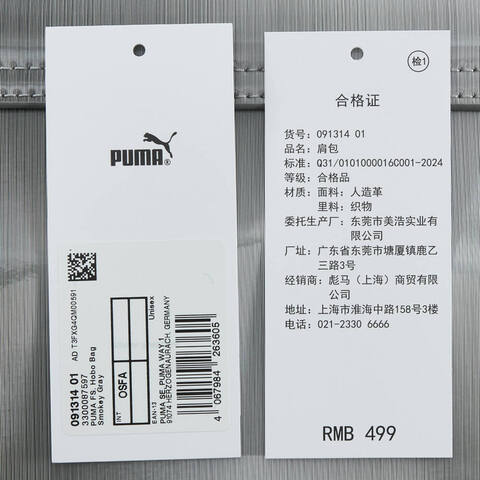 PUMA®
AD T3FXG4QM00591
091314 01
3300087597
PUMA FS. Hobo Bag
Smokey Gray
INT
OSFA
Unisex
EAN-13
PUMA SE, PUMA WAY 1
91074 HERZOGENAURACH, GERMANY
4 067984 263605
检1
合格证
货号：091314 01
品名：肩包
标准：Q31/0101000016C001-2024
等级：合格品
材质：面料：人造革
里料：织物
委托生产厂：东莞市美浩实业有
限公司
厂址：广东省东莞市塘厦镇鹿乙
三路3号
经销商：彪马（上海）商贸有限
公司
地址：上海市淮海中路158号3楼
电话：021-2330 6666
RMB 499